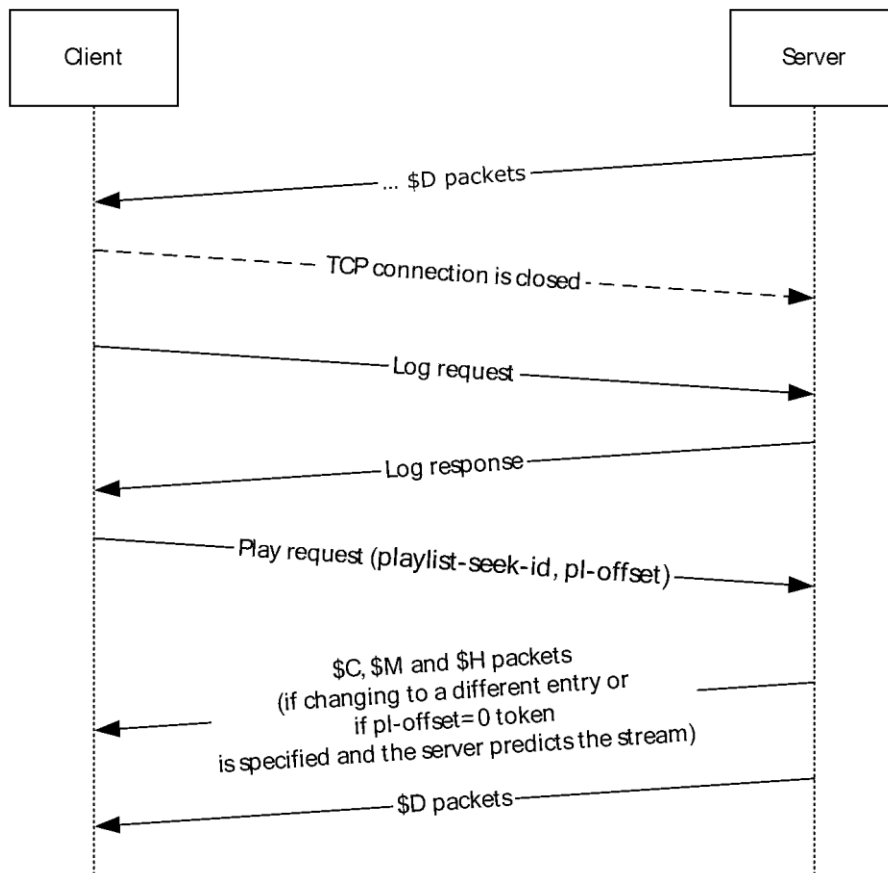 Client
Server
... $D packets
TCP connection is closed
Log request
Log response
Play request (playlist-seek-id, pl-offset)
$C, $M and $H packets
(if changing to a different entry or
if pl-offset=0 token
is specified and the server predicts the stream)
$D packets